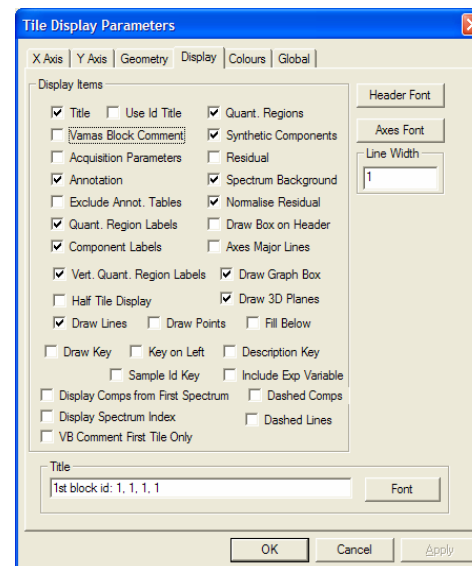 Tile Display Parameters
X Axis Y Axis Geometry Display Colours Global
Display Items
Title Use Id Title Quant. Regions Header Font
Vamas Block Comment Synthetic Components Axes Font
Acquisition Parameters Residual Line Width
Annotation Spectrum Background 1
Exclude Annot. Tables Normalise Residual
Quant. Region Labels Draw Box on Header
Component Labels Axes Major Lines
Vert. Quant. Region Labels Draw Graph Box
Half Tile Display Draw 3D Planes
Draw Lines Draw Points Fill Below
Draw Key Key on Left Description Key
Sample Id Key Include Exp Variable
Display Comps from First Spectrum Dashed Comps
Display Spectrum Index Dashed Lines
VB Comment First Tile Only
Title
1st block id: 1, 1, 1, 1 Font
OK Cancel Apply